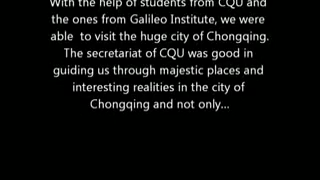 With the help of students from CQU and
the ones from Galileo Institute, we were
able  to visit the huge city of Chongqing.
The secretariat of CQU was good in
guiding us through majestic places and
interesting realities in the city of
Chongqing and not only...